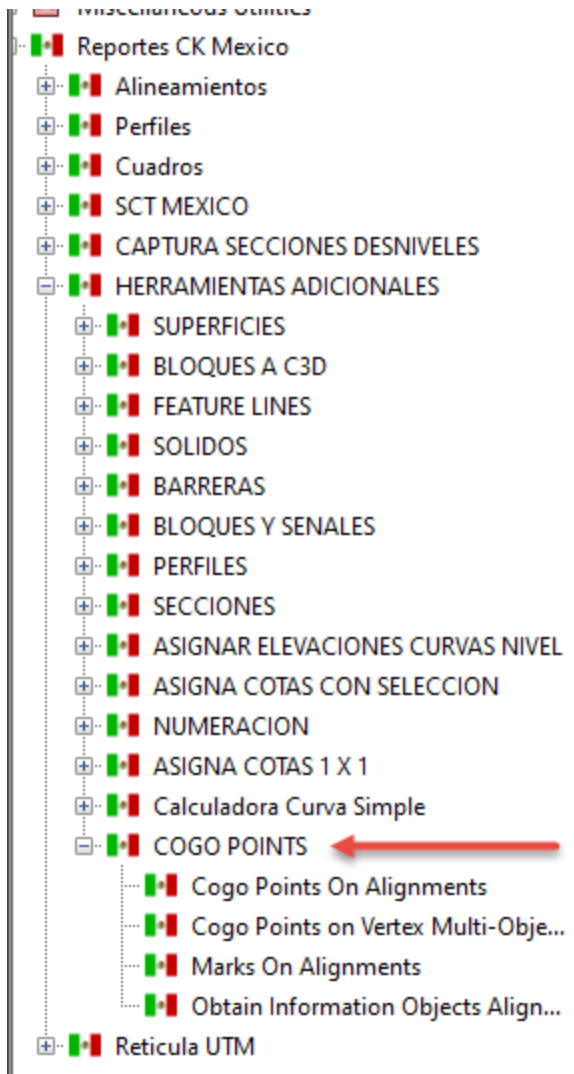 Miscellaneous Utilities
Reportes CK Mexico
Alineamientos
Perfiles
Cuadros
SCT MEXICO
CAPTURA SECCIONES DESNIVELES
HERRAMIENTAS ADICIONALES
SUPERFICIES
BLOQUES A C3D
FEATURE LINES
SOLIDOS
BARRERAS
BLOQUES Y SENALES
PERFILES
SECCIONES
ASIGNAR ELEVACIONES CURVAS NIVEL
ASIGNA COTAS CON SELECCION
NUMERACION
ASIGNA COTAS 1 X 1
Calculadora Curva Simple
COGO POINTS
Cogo Points On Alignments
Cogo Points on Vertex Multi-Obje...
Marks On Alignments
Obtain Information Objects Align...
Reticula UTM